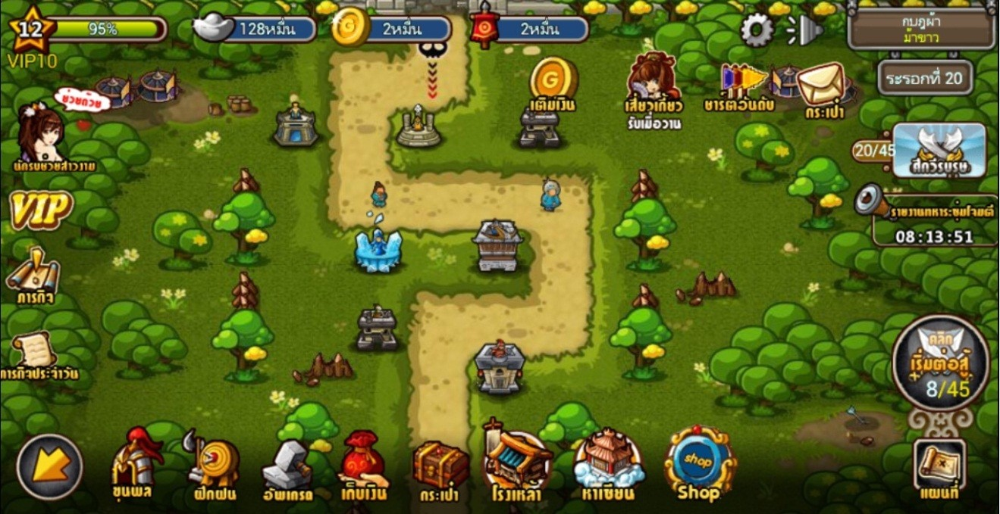 12
95%
128หมื่น
G
2หมื่น
2หมื่น
กบฏผ้า
ม้าขาว
VIP10
ระรอกที่ 20
ช่วยด้วย
G
เติมเงิน
เสี่ยวเกี้ยว
รับเมื่อวาน
ชาร์ตอันดับ
กระเป๋า
นักรบยวยสาวงาม
20/45
ศึกวีรบุรุษ
VIP
รายงานทหาระซุ่มโจมตี
08:13:51
ภารกิจ
ภารกิจประจำวัน
คลิก
เริ่มต่อสู้
8/45
ขุนพล
ฝึกฝน
อัพเกรด
เก็บเงิน
กระเป๋า
โรงเหล้า
หาเซียน
shop
Shop
แผนที่